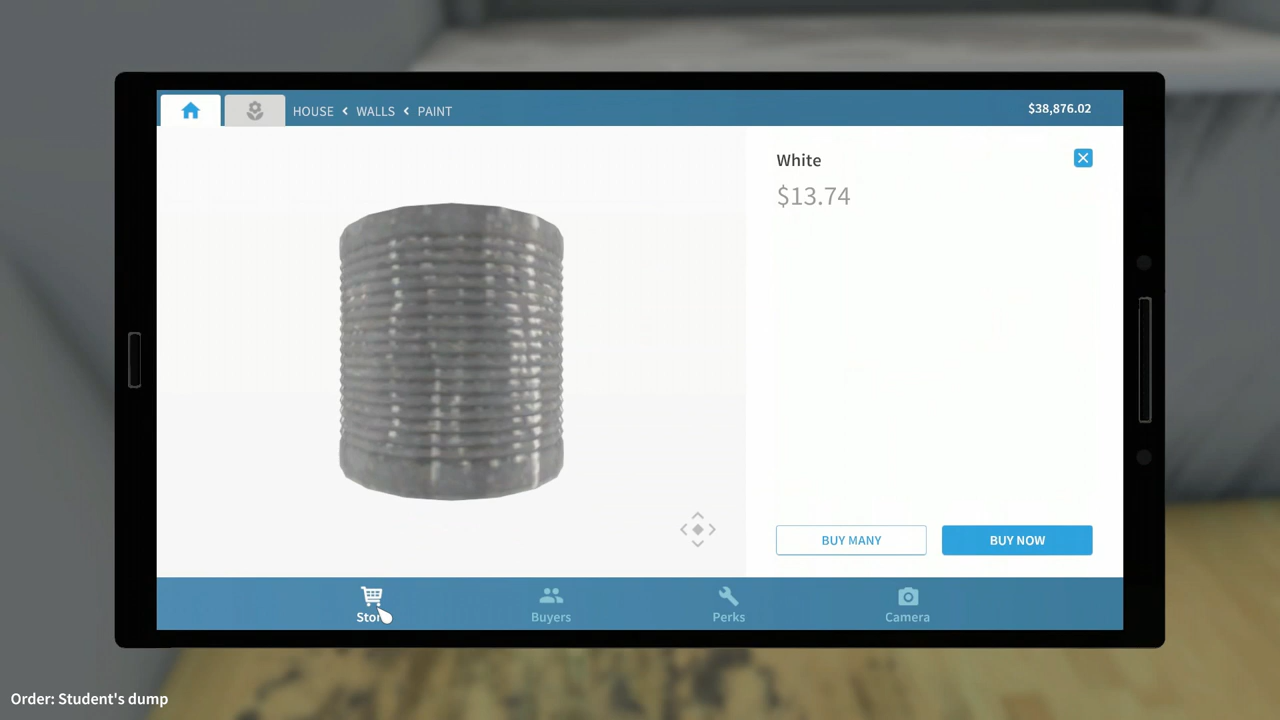 HOUSE < WALLS < PAINT
$38,876.02
White
$13.74
BUY MANY
BUY NOW
Store
Buyers
Perks
Camera
Order: Student's dump